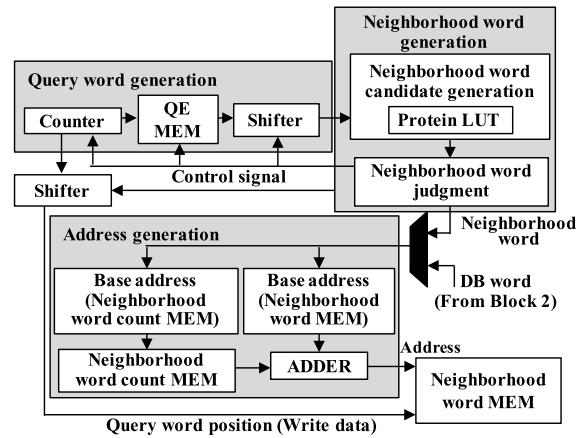 Neighborhood word
generation
Query word generation
Neighborhood word
candidate generation
Protein LUT
Counter
QE
MEM
Shifter
Control signal
Neighborhood word
judgment
Shifter
Neighborhood
word
Address generation
DB word
(From Block 2)
Base address
(Neighborhood
word count MEM)
Base address
(Neighborhood
word MEM)
Neighborhood
word count MEM
ADDER
Address
Neighborhood
word MEM
Query word position (Write data)